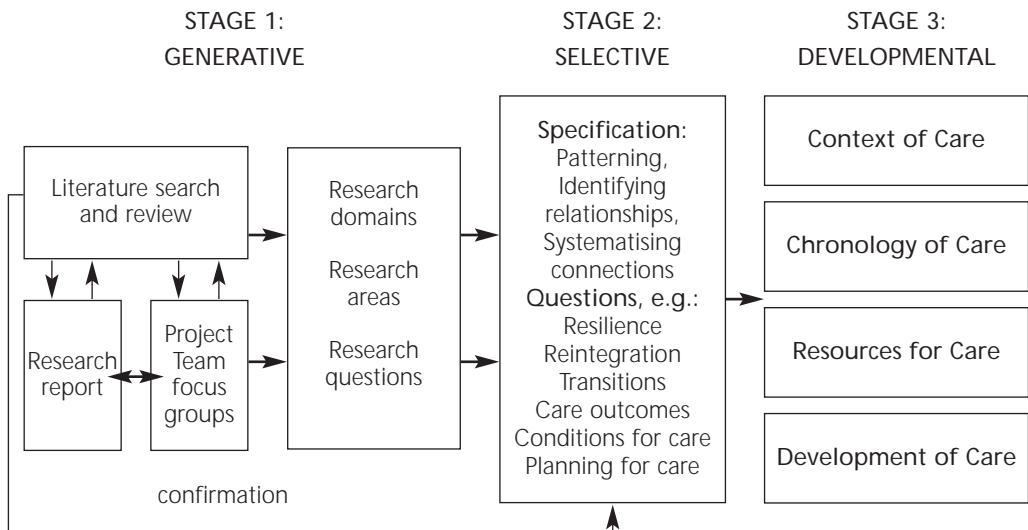 STAGE 1:
GENERATIVE
STAGE 2:
SELECTIVE
STAGE 3:
DEVELOPMENTAL
Literature search
and review
Research
report
Project
Team
focus
groups
confirmation
Research
domains
Research
areas
Research
questions
Specification:
Patterning,
Identifying
relationships,
Systematising
connections
Questions, e.g.:
Resilience
Reintegration
Transitions
Care outcomes
Conditions for care
Planning for care
Context of Care
Chronology of Care
Resources for Care
Development of Care